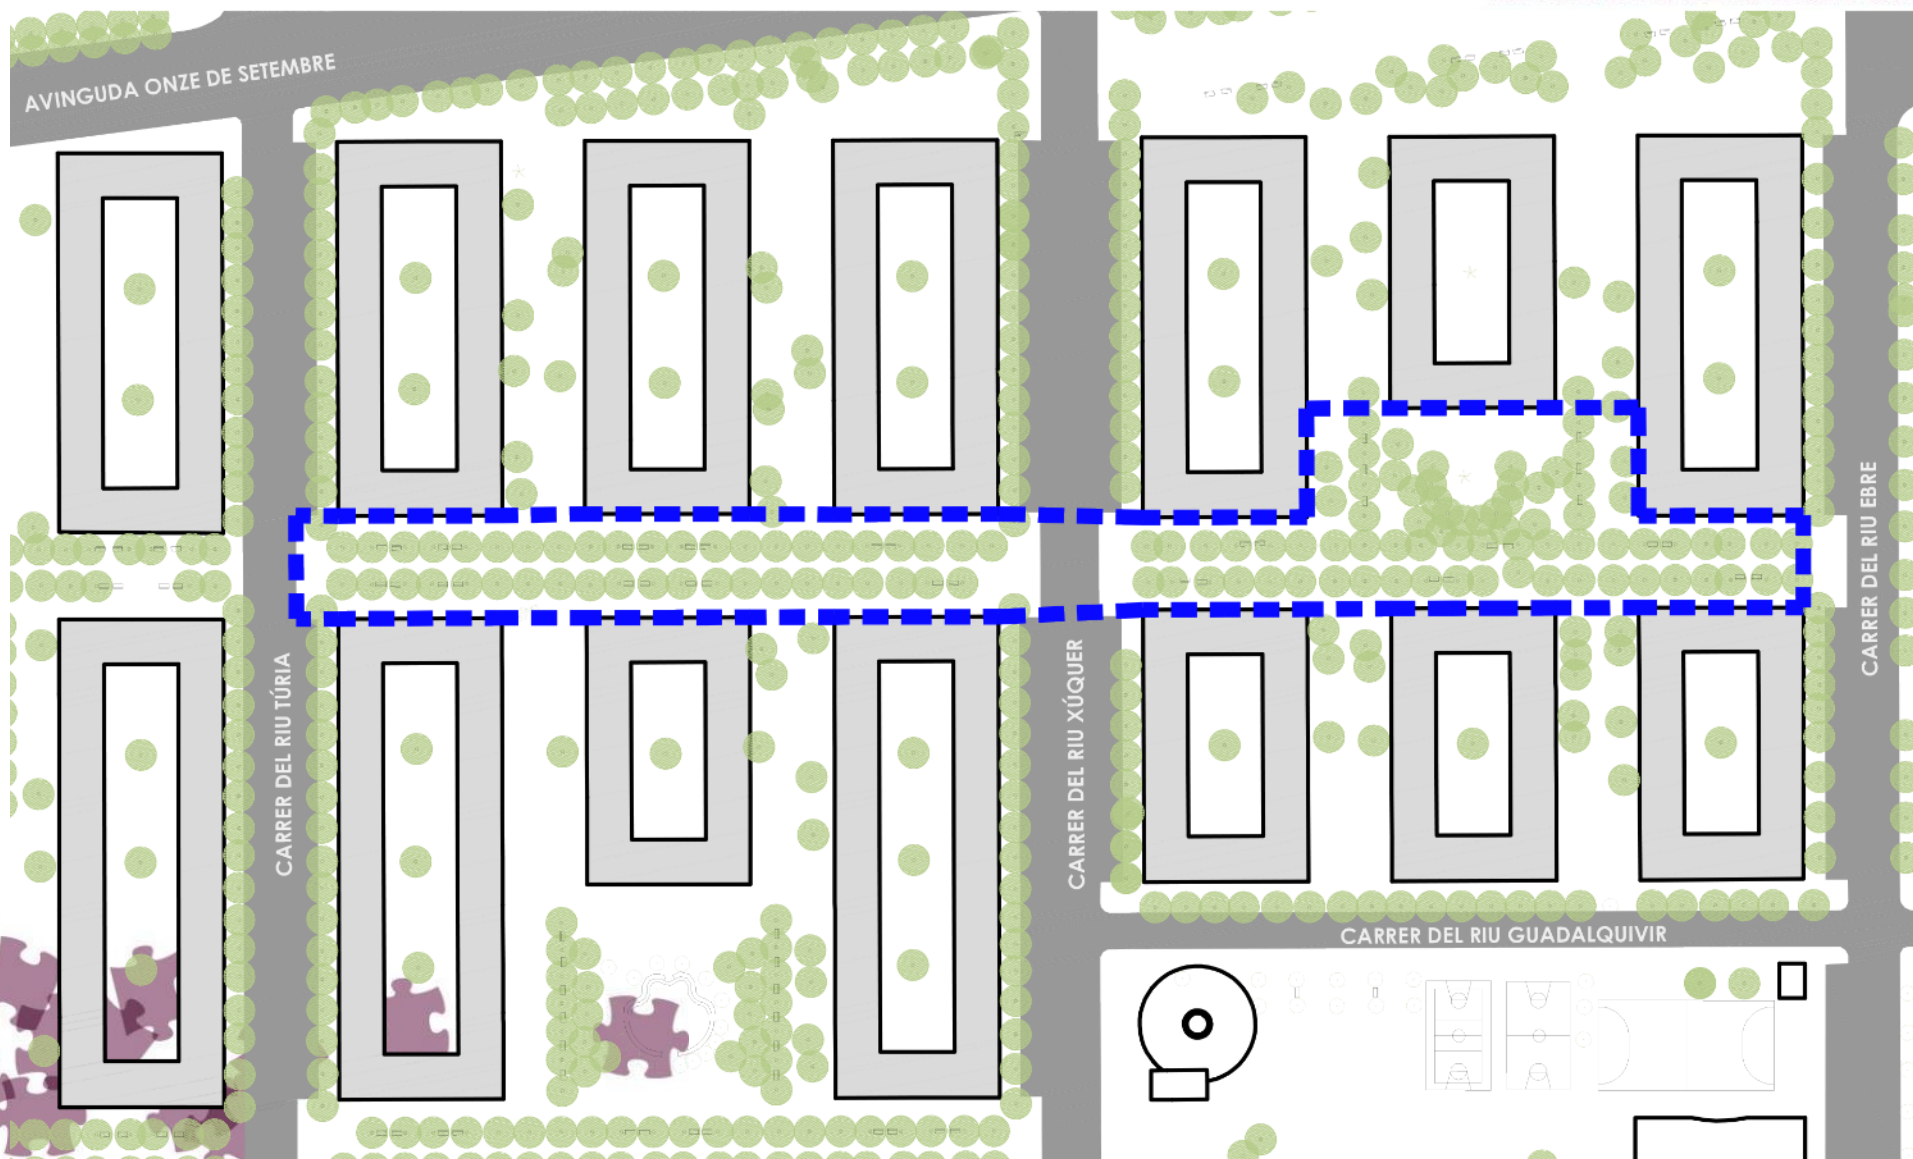 AVINGUDA ONZE DE SETEMBRE
CARRER DEL RIU TÚRIA
CARRER DEL RIU XÚQUER
CARRER DEL RIU EBRE
CARRER DEL RIU GUADALQUIVIR